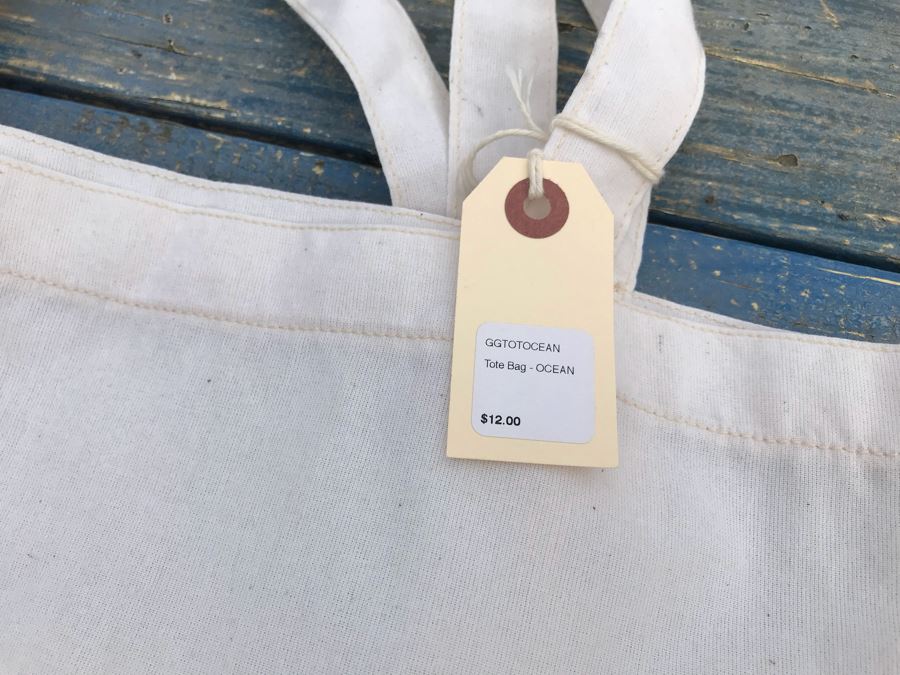 GGTOTOCEAN
Tote Bag - OCEAN
$12.00